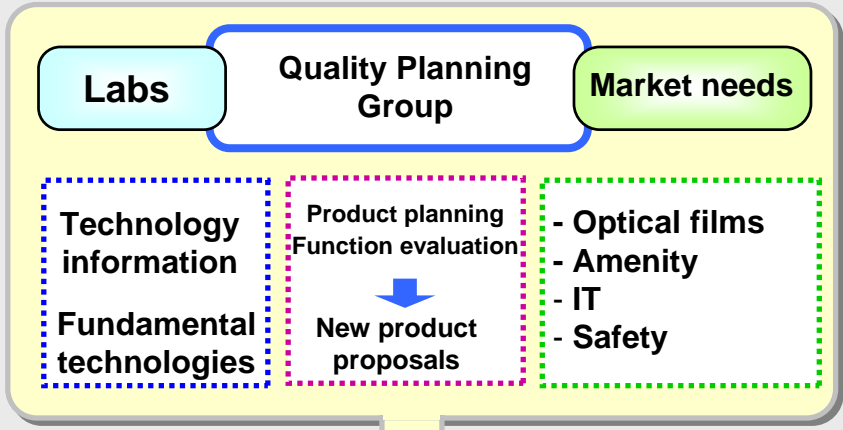 Labs
Quality Planning
Group
Market needs
Technology
information
Fundamental
technologies
Product planning
Function evaluation
New product
proposals
- Optical films
- Amenity
- IT
- Safety